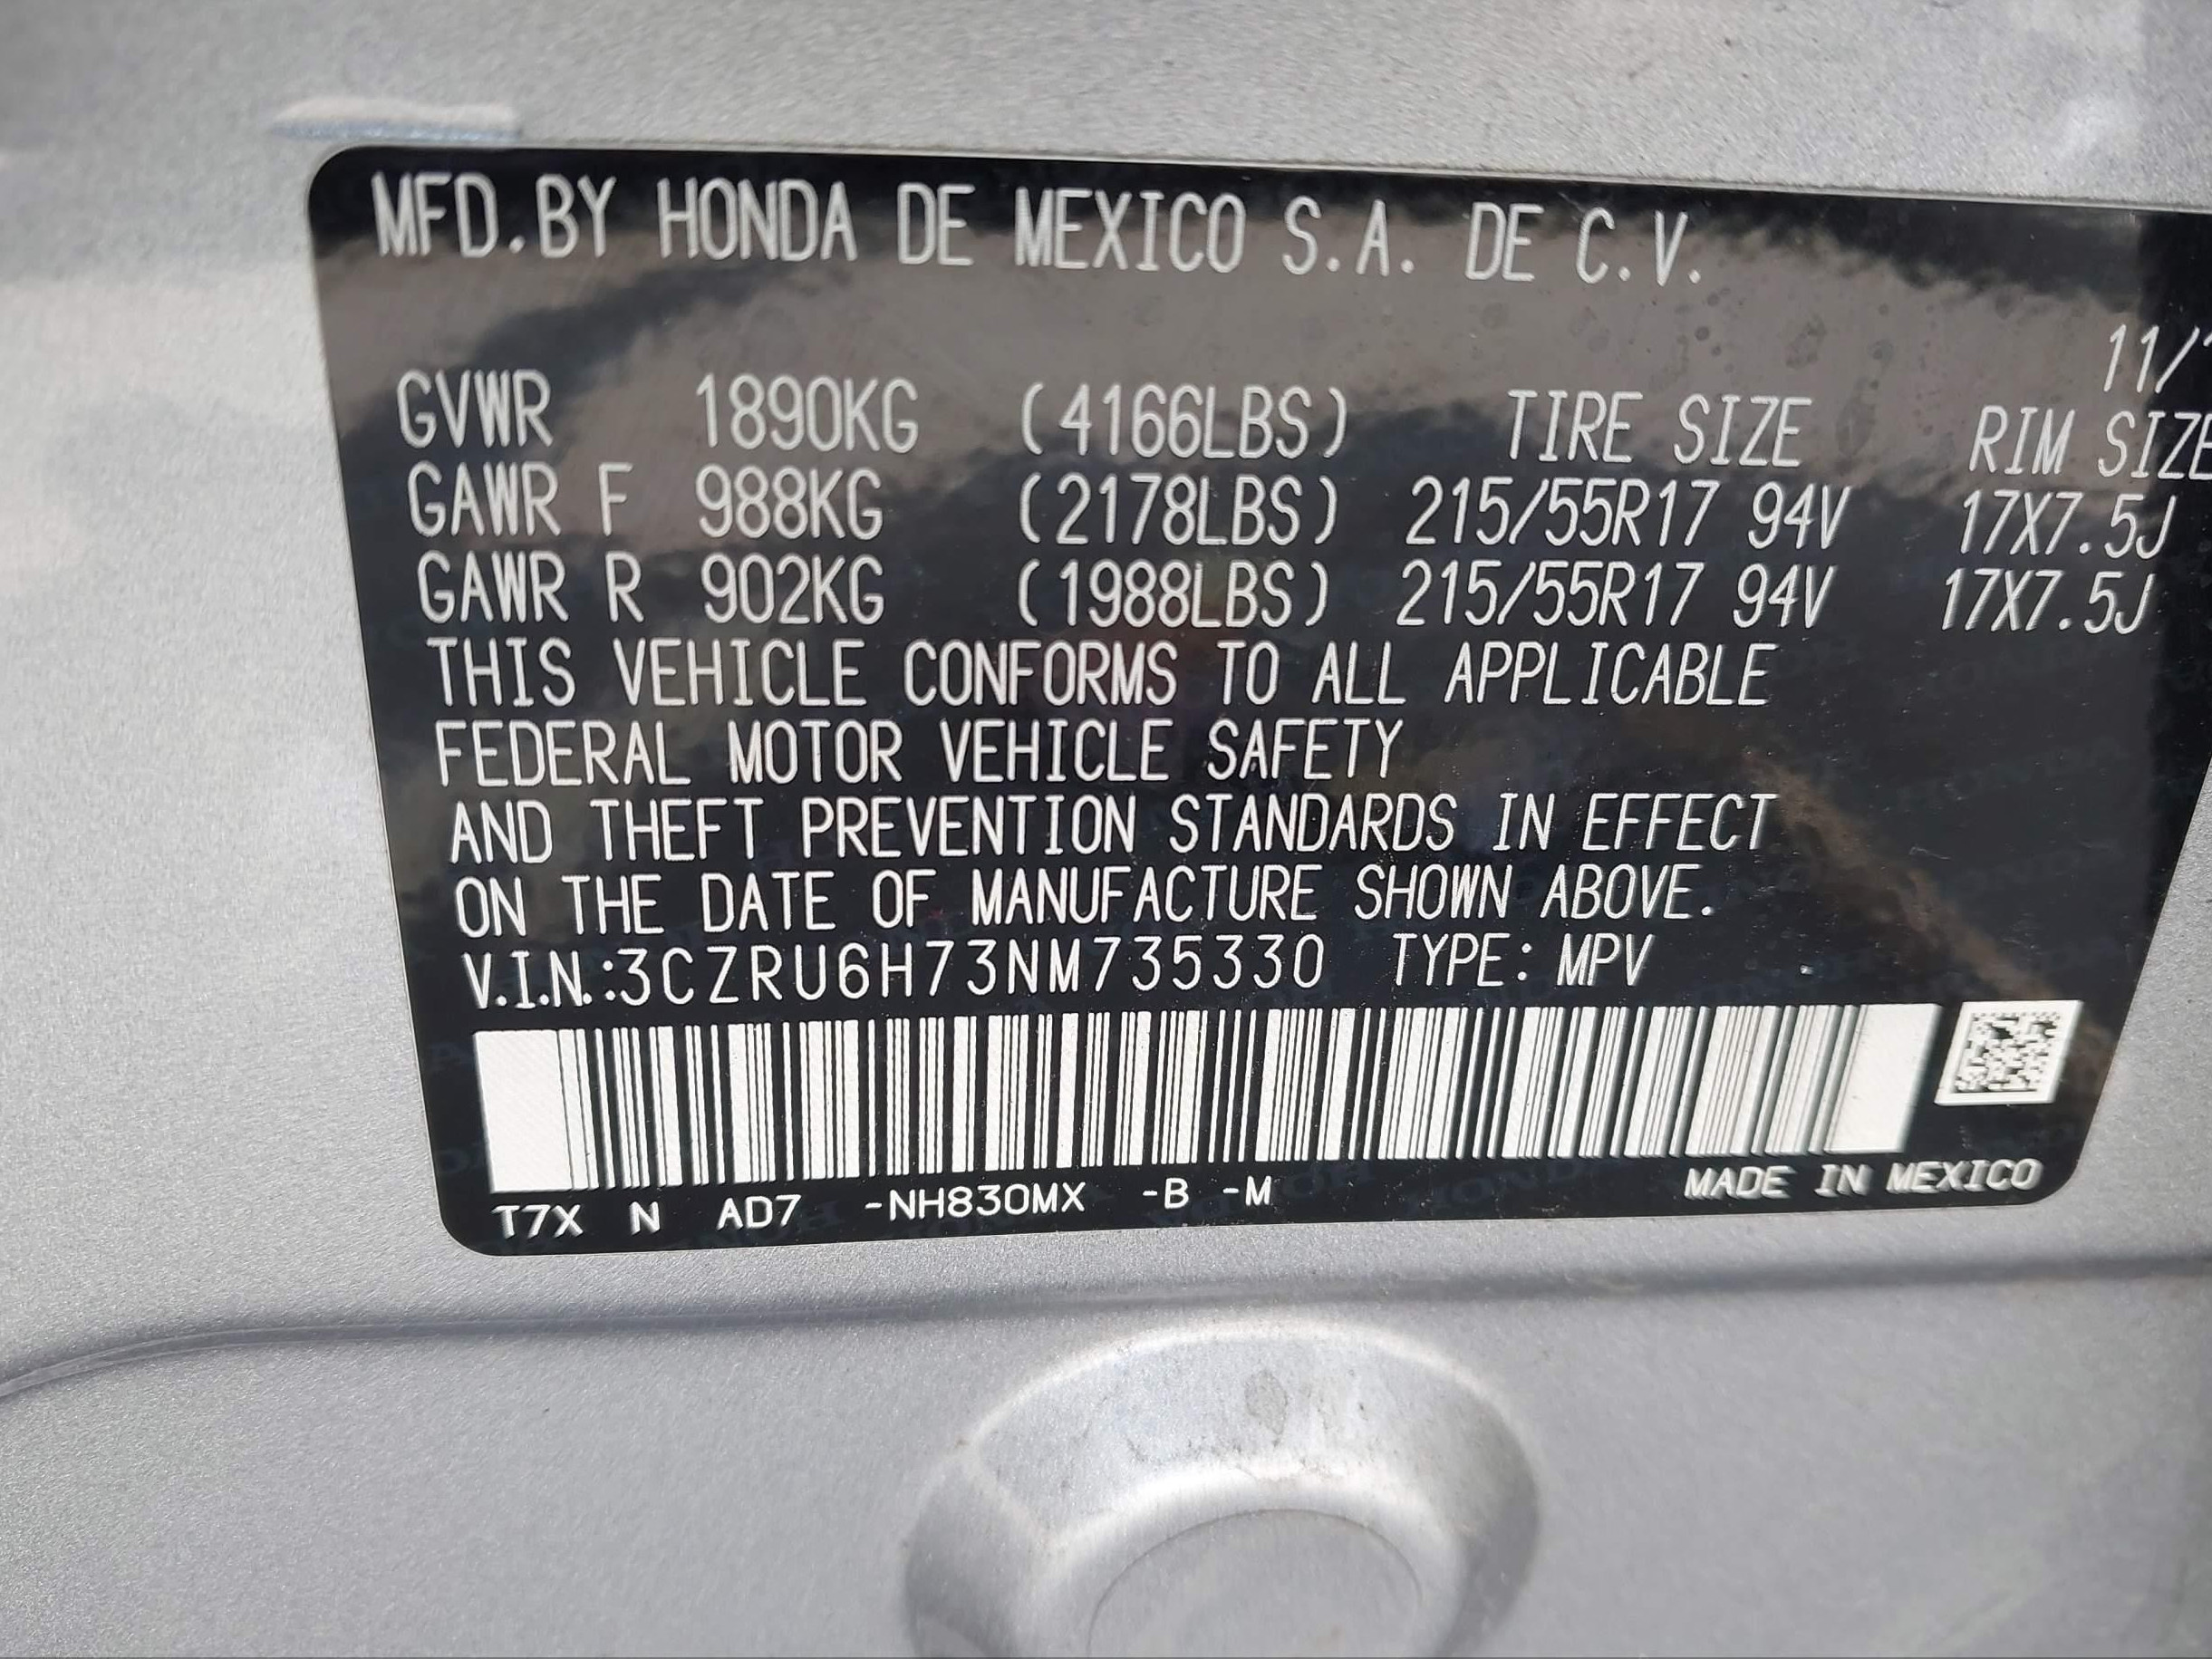 MFD.BY HONDA DE MEXICO S.A. DE C.V.
11/
GVWR 1890KG (4166LBS) TIRE SIZE RIM SIZE
GAWR F 988KG (2178LBS) 215/55R17 94V 17X7.5J
GAWR R 902KG (1988LBS) 215/55R17 94V 17X7.5J
THIS VEHICLE CONFORMS TO ALL APPLICABLE
FEDERAL MOTOR VEHICLE SAFETY
AND THEFT PREVENTION STANDARDS IN EFFECT
ON THE DATE OF MANUFACTURE SHOWN ABOVE.
V.I.N.:3CZRU6H73NM735330 TYPE: MPV
T7X N AD7 -NH830MX -B -M MADE IN MEXICO